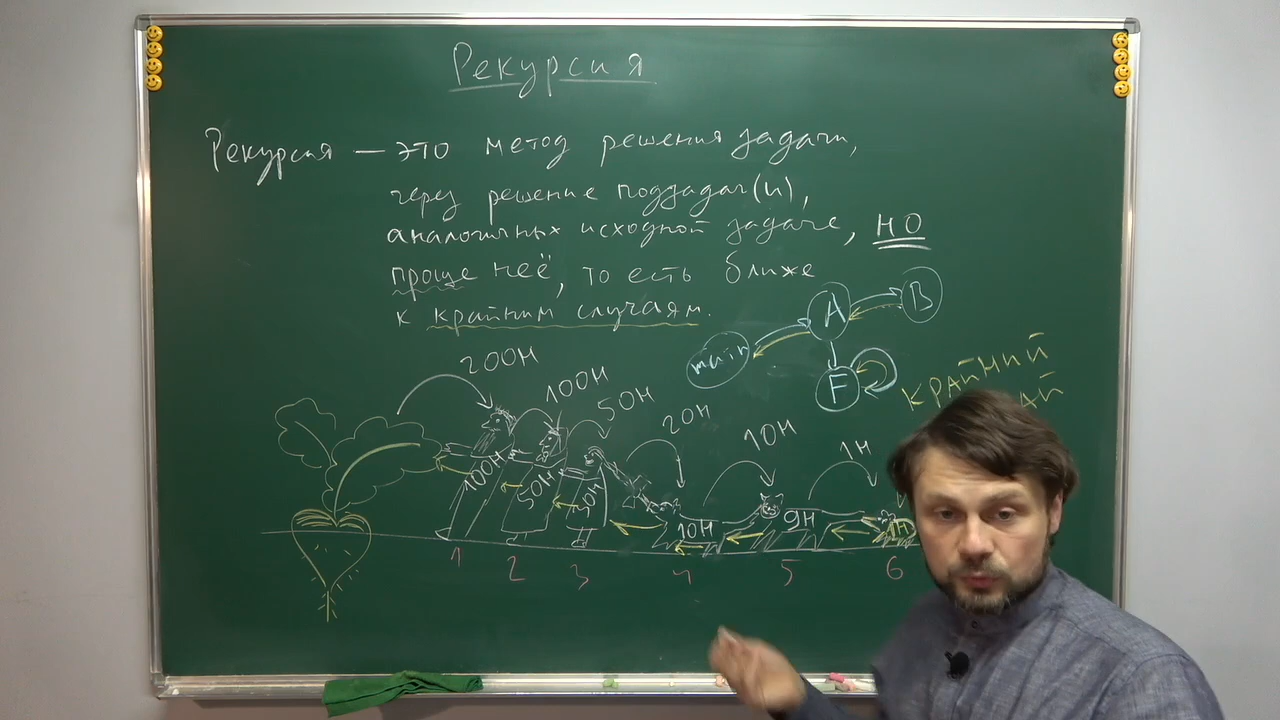 Рекурсия
Рекурсия — это метод решения задачи,
через решение подзадач(и),
аналогичных исходной задаче, НО
проще неё, то есть ближе
к крайним случаям.
A
B
main
F
КРАЙНИЙ
АЙ
200Н
100Н
50Н
20Н
10Н
1Н
100Н
50Н
30Н
10Н
9Н
1 2 3 4 5 6